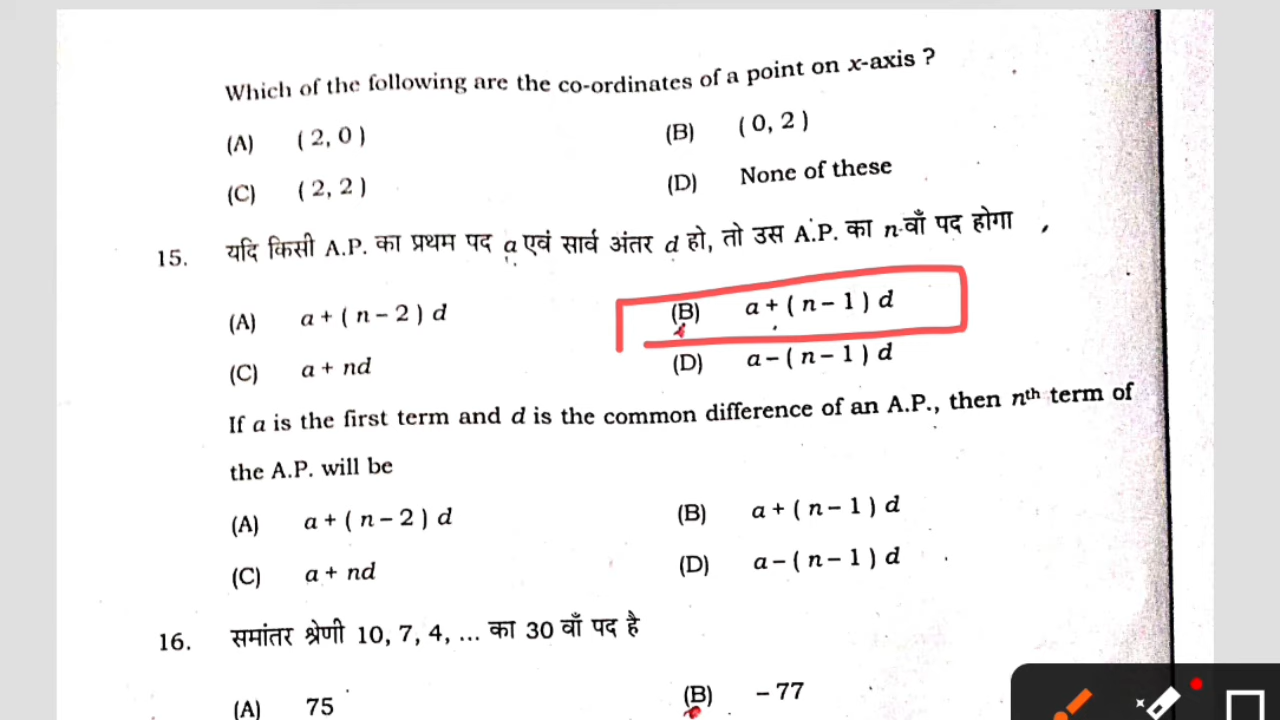 Which of the following are the co-ordinates of a point on x-axis ?
(A) ( 2, 0 ) (B) ( 0, 2 )
(C) ( 2, 2 ) (D) None of these
15. यदि किसी A.P. का प्रथम पद a एवं सार्व अंतर d हो, तो उस A.P. का n वाँ पद होगा
(A) a + ( n – 2 ) d (B) a + ( n – 1 ) d
(C) a + nd (D) a – ( n – 1 ) d
If a is the first term and d is the common difference of an A.P., then nth term of
the A.P. will be
(A) a + ( n – 2 ) d (B) a + ( n – 1 ) d
(C) a + nd (D) a – ( n – 1 ) d
16. समांतर श्रेणी 10, 7, 4, ... का 30 वाँ पद है
(A) 75 (B) – 77